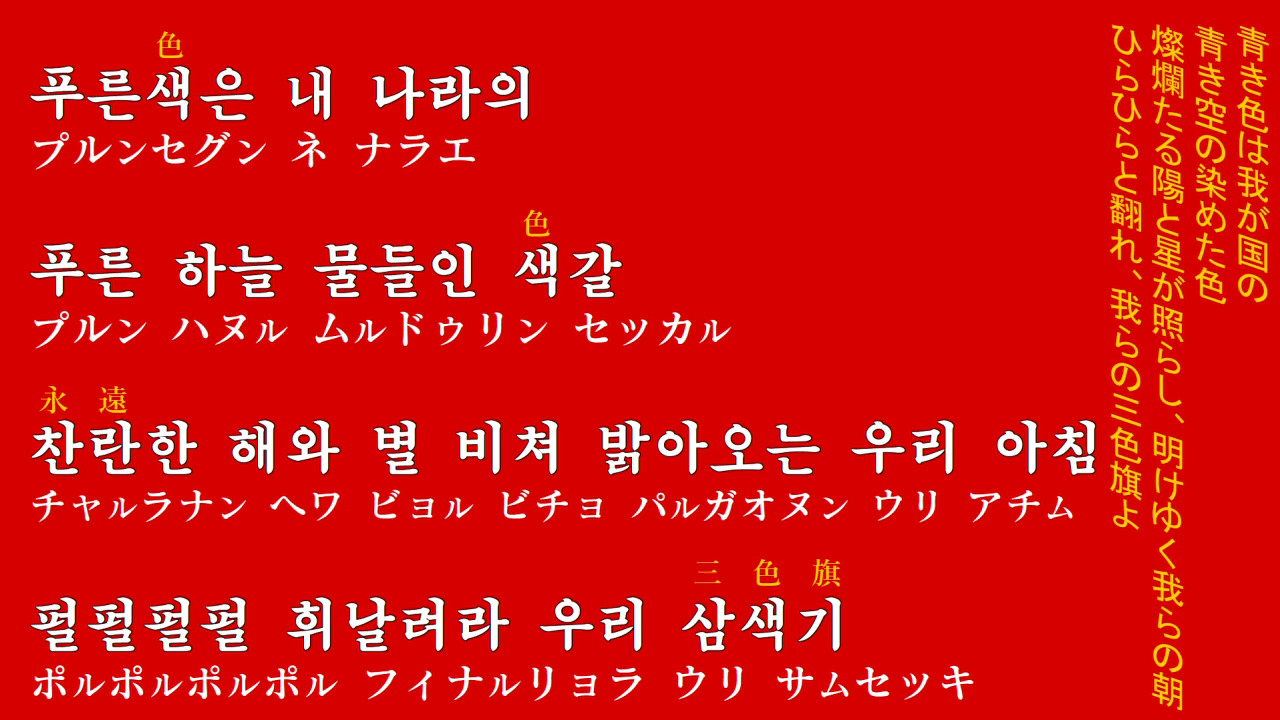 色
푸른색은 내 나라의
プルンセグン ネ ナラエ
色
푸른 하늘 물들인 색갈
プルン ハヌル ムルドゥリン セッカル
永遠
찬란한 해와 별 비쳐 밝아오는 우리 아침
チャルラナン ヘワ ビョル ビチョ パルガオヌン ウリ アチム
三色旗
펄펄펄펄 휘날려라 우리 삼색기
ポルポルポルポル フィナルリョラ ウリ サムセッキ
青き色は我が国の
青き空の染めた色
燦爛たる陽と星が照らし、明けゆく我らの朝
ひらひらと翻れ、我らの三色旗よ